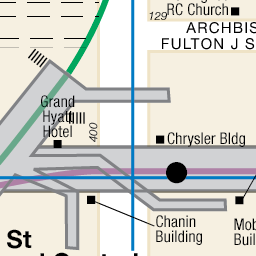 129
RC Church
ARCHBIS
FULTON J S
Grand
Hyatt
Hotel
400
Chrysler Bldg
Chanin
Building
Mob
Buil
St